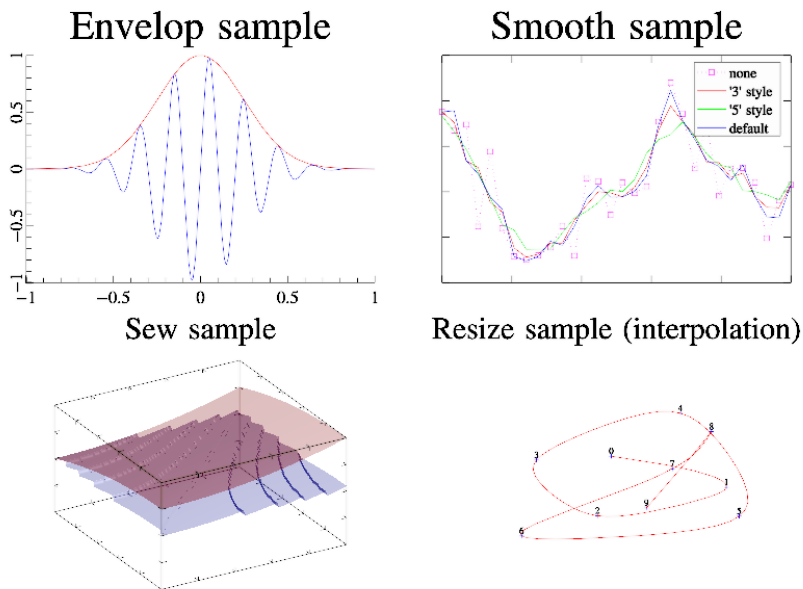 Envelop sample
Smooth sample
none
'3' style
'5' style
default
1
0.5
0
−0.5
−1
−1
−0.5
0
0.5
1
Sew sample
Resize sample (interpolation)
4
8
3
0
7
1
9
2
5
6